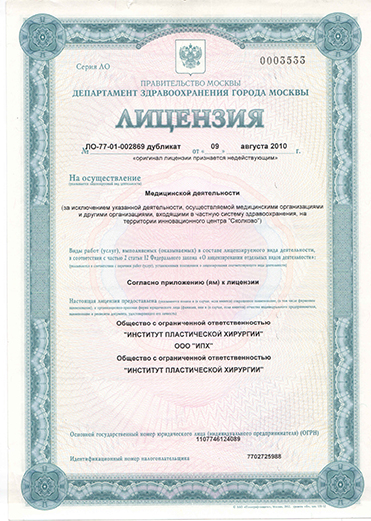 Серия ЛО
0003533
ПРАВИТЕЛЬСТВО МОСКВЫ
ДЕПАРТАМЕНТ ЗДРАВООХРАНЕНИЯ ГОРОДА МОСКВЫ
ЛИЦЕНЗИЯ
№ ЛО-77-01-002869 дубликат от « 09 » августа 2010 г.
«оригинал лицензии признается недействующим»
На осуществление
Медицинской деятельности
(за исключением указанной деятельности, осуществляемой медицинскими организациями
и другими организациями, входящими в частную систему здравоохранения, на
территории инновационного центра "Сколково")
Виды работ (услуг), выполняемых (оказываемых) в составе лицензируемого вида деятельности,
в соответствии с частью 2 статьи 12 Федерального закона «О лицензировании отдельных видов деятельности»:
Согласно приложению (ям) к лицензии
Настоящая лицензия предоставлена
Общество с ограниченной ответственностью
"ИНСТИТУТ ПЛАСТИЧЕСКОЙ ХИРУРГИИ"
ООО "ИПХ"
Общество с ограниченной ответственностью
"ИНСТИТУТ ПЛАСТИЧЕСКОЙ ХИРУРГИИ"
Основной государственный номер юридического лица (индивидуального предпринимателя) (ОГРН)
1107746124089
Идентификационный номер налогоплательщика
7702725988